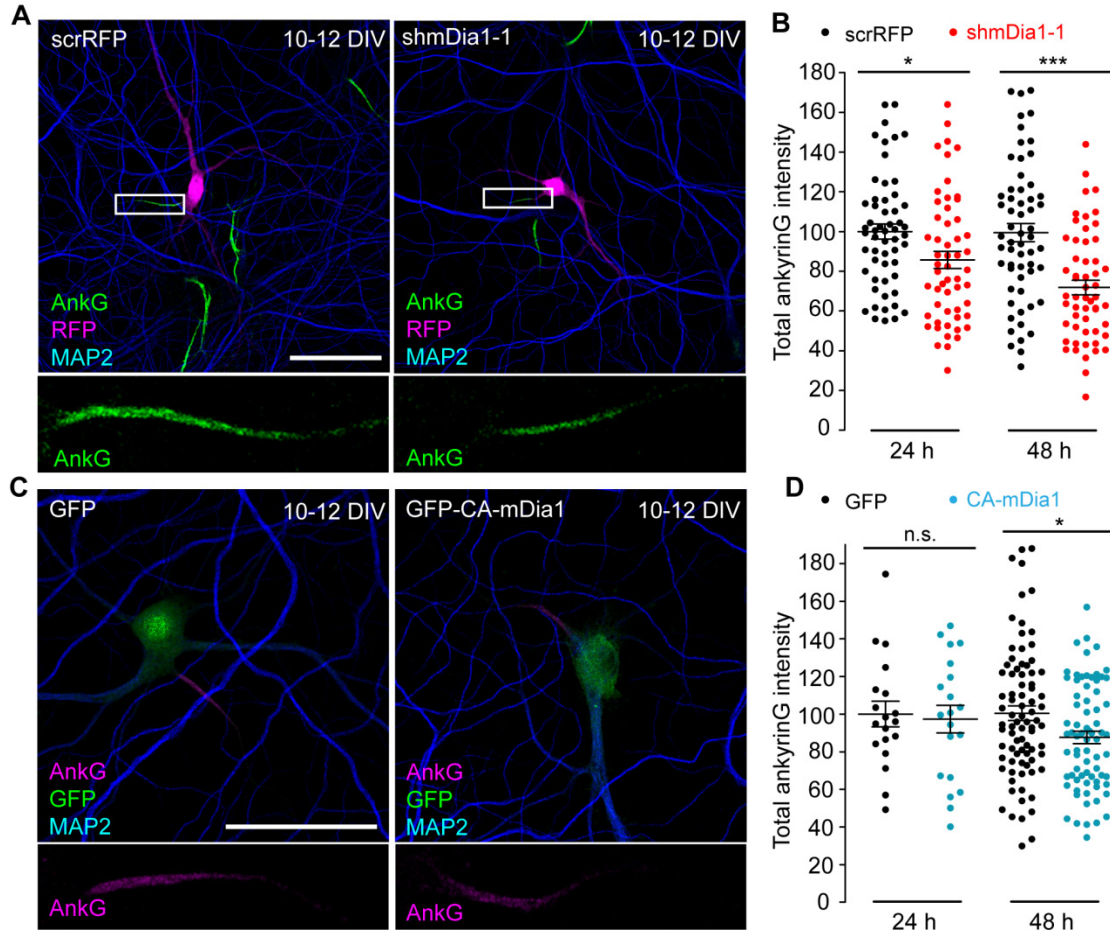 A
scrRFP
10-12 DIV
AnkG
RFP
MAP2
AnkG
shmDia1-1
10-12 DIV
AnkG
RFP
MAP2
AnkG
B
scrRFP
shmDia1-1
*
***
Total ankyrinG intensity
180
160
140
120
100
80
60
40
20
0
24 h
48 h
C
GFP
10-12 DIV
AnkG
GFP
MAP2
AnkG
GFP-CA-mDia1
10-12 DIV
AnkG
GFP
MAP2
AnkG
D
GFP
CA-mDia1
n.s.
*
Total ankyrinG intensity
180
160
140
120
100
80
60
40
20
0
24 h
48 h